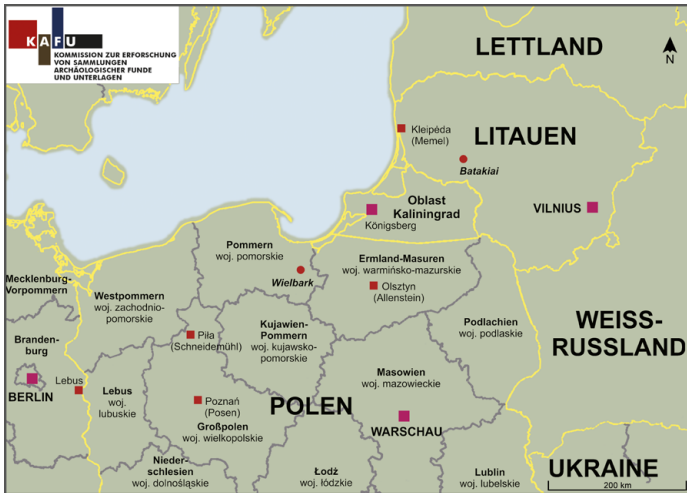 KAFU
KOMMISSION ZUR ERFORSCHUNG
VON SAMMLUNGEN
ARCHÄOLOGISCHER FUNDE
UND UNTERLAGEN
LETTLAND
N
Kleipėda
(Memel)
LITAUEN
Batakiai
Oblast
Kaliningrad
Königsberg
VILNIUS
Pommern
woj. pomorskie
Wielbark
Ermland-Masuren
woj. warmińsko-mazurskie
Olsztyn
(Allenstein)
Mecklenburg-
Vorpommern
Westpommern
woj. zachodnio-
pomorskie
Piła
(Schneidemühl)
Kujawien-
Pommern
woj. kujawsko-
pomorskie
Podlachien
woj. podlaskie
WEISS-
RUSSLAND
Branden-
burg
BERLIN
Lebus
Lebus
woj.
lubuskie
Poznań
(Posen)
Großpolen
woj. wielkopolskie
POLEN
Masowien
woj. mazowieckie
WARSCHAU
Nieder-
schlesien
woj. dolnośląskie
Łodż
woj. łódzkie
Lublin
woj. lubelskie
UKRAINE
200 km